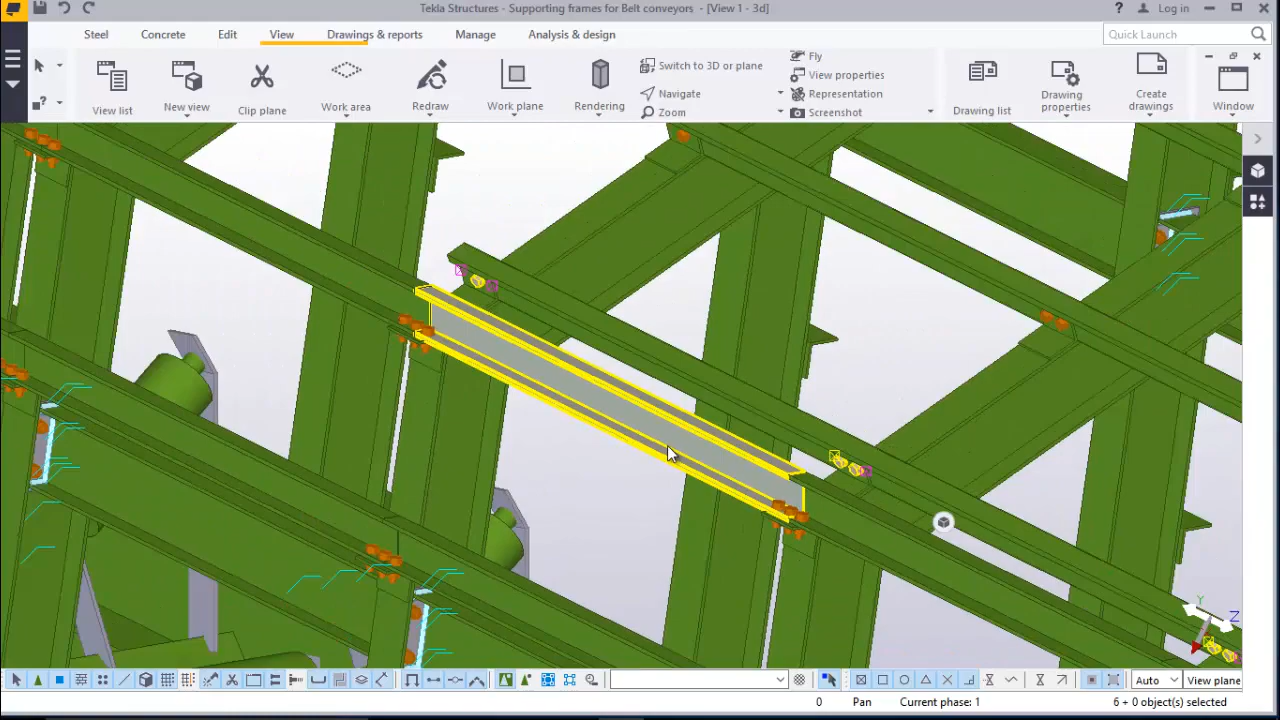 Tekla Structures - Supporting frames for Belt conveyors - [View 1 - 3d]
? Log in
Steel Concrete Edit View Drawings & reports Manage Analysis & design Quick Launch
View list
New view
Clip plane
Work area
Redraw
Work plane
Rendering
Switch to 3D or plane
Navigate
Zoom
Fly
View properties
Representation
Screenshot
Drawing list
Drawing properties
Create drawings
Window
Y
Z
Auto View plane
0 Pan Current phase: 1 6 + 0 object(s) selected